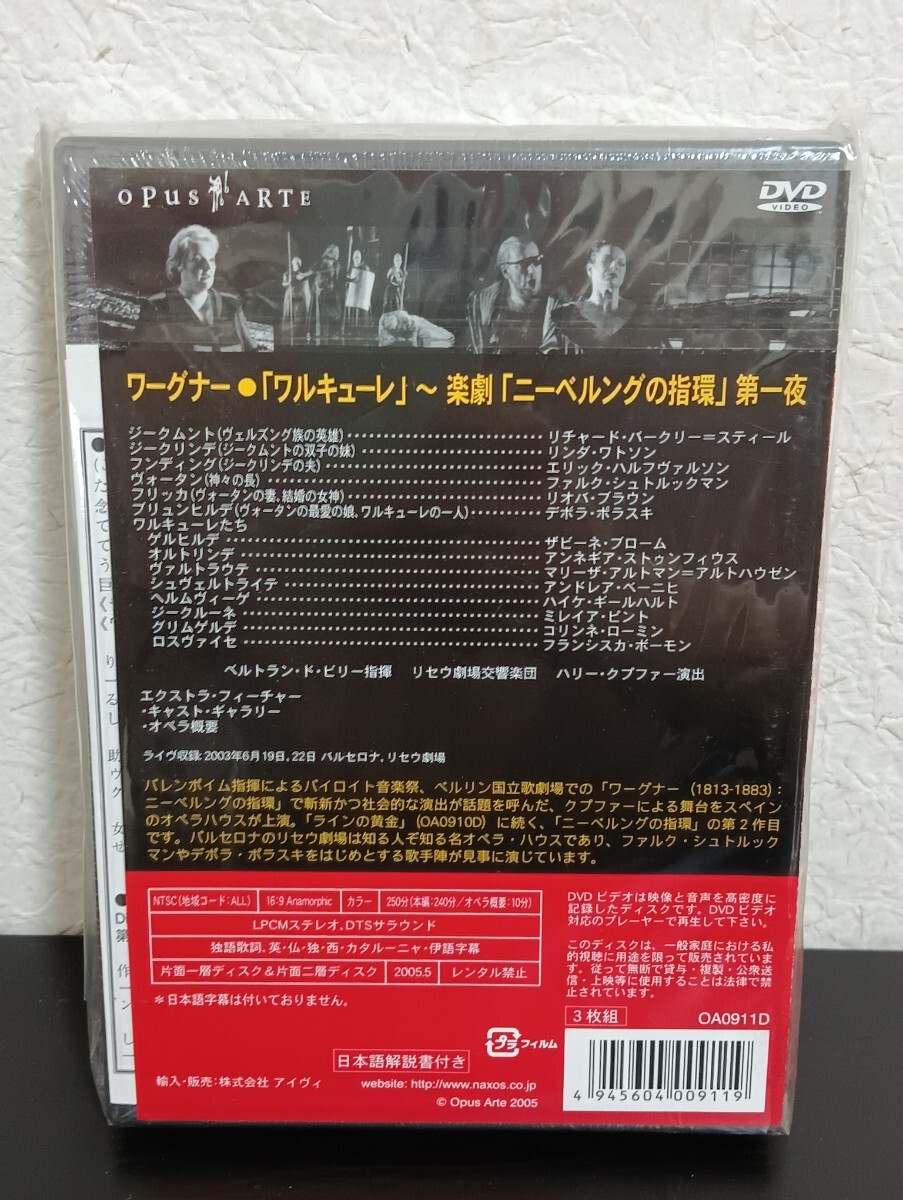 OPUS ARTE
DVD
VIDEO
ワーグナー●「ワルキューレ」～ 楽劇「ニーベルングの指環」第一夜
ジークムント(ヴェルズング族の英雄)‥‥‥‥‥‥‥‥‥‥リチャード・バークリー＝スティール
ジークリンデ(ジークムントの双子の妹)‥‥‥‥‥‥‥‥‥‥リンダ・ワトソン
フンディング(ジークリンデの夫)‥‥‥‥‥‥‥‥‥‥エリック・ハルフヴァルソン
ヴォータン(神々の長)‥‥‥‥‥‥‥‥‥‥ファルク・シュトルックマン
フリッカ(ヴォータンの妻、結婚の女神)‥‥‥‥‥‥‥‥‥‥リオバ・ブラウン
ブリュンヒルデ(ヴォータンの最愛の娘、ワルキューレの一人)‥‥‥‥デボラ・ポラスキ
ワルキューレたち
ゲルヒルデ‥‥‥‥‥‥‥‥‥‥ザビーネ・ブローム
オルトリンデ‥‥‥‥‥‥‥‥‥‥アンネギア・ストゥンフィウス
ヴァルトラウテ‥‥‥‥‥‥‥‥‥‥マリーザ・アルトマン＝アルトハウゼン
シュヴェルトライテ‥‥‥‥‥‥‥‥‥‥アンドレア・ベーニヒ
ヘルムヴィーゲ‥‥‥‥‥‥‥‥‥‥ハイケ・ギールハルト
ジークルーネ‥‥‥‥‥‥‥‥‥‥ミレイア・ピント
グリムゲルデ‥‥‥‥‥‥‥‥‥‥コリンネ・ローミン
ロスヴァイセ‥‥‥‥‥‥‥‥‥‥フランシスカ・ボーモン
ベルトラン・ド・ビリー指揮　リセウ劇場交響楽団　ハリー・クプファー演出
エクストラ・フィーチャー
・キャスト・ギャラリー
・オペラ概要
ライヴ収録：2003年6月19日、22日 バルセロナ、リセウ劇場
バレンボイム指揮によるバイロイト音楽祭、ベルリン国立歌劇場での「ワーグナー (1813-1883)：
ニーベルングの指環」で斬新かつ社会的な演出が話題を呼んだ、クプファーによる舞台をスペイン
のオペラハウスが上演。「ラインの黄金」(OA0910D) に続く、「ニーベルングの指環」の第2作目
です。バルセロナのリセウ劇場は知る人ぞ知る名オペラ・ハウスであり、ファルク・シュトルック
マンやデボラ・ポラスキをはじめとする歌手陣が見事に演じています。
NTSC(地域コード：ALL) 16:9 Anamorphic カラー 250分(本編：240分／オペラ概要：10分)
LPCMステレオ、DTSサラウンド
独語歌詞、英・仏・独・西・カタルーニャ・伊語字幕
片面一層ディスク＆片面二層ディスク 2005.5 レンタル禁止
＊日本語字幕は付いておりません。
DVDビデオは映像と音声を高密度に
記録したディスクです。DVDビデオ
対応のプレーヤーで再生して下さい。
このディスクは、一般家庭における私
的視聴に用途を限って販売されていま
す。従って無断で貸与・複製・公衆送
信・上映等に使用することは法律で禁
止されています。
3枚組 OA0911D
プラ フィルム
日本語解説書付き
輸入・販売：株式会社 アイヴィ website: http://www.naxos.co.jp
© Opus Arte 2005
4 945604 009119